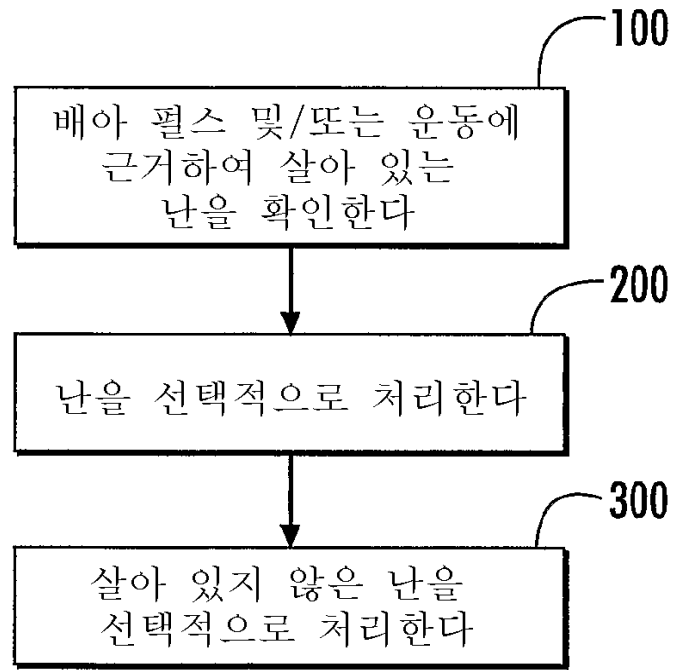 100
배아 펄스 및/또는 운동에
근거하여 살아 있는
난을 확인한다
200
난을 선택적으로 처리한다
300
살아 있지 않은 난을
선택적으로 처리한다